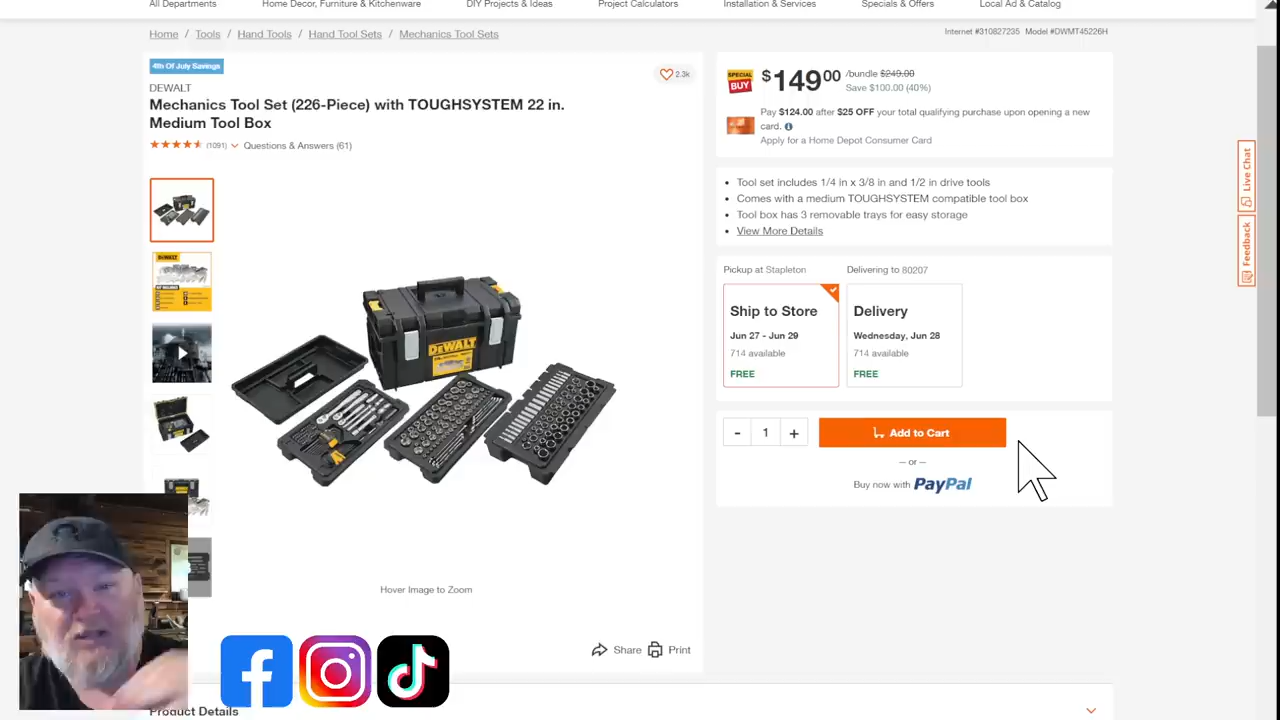 All Departments
Home Decor, Furniture & Kitchenware
DIY Projects & Ideas
Project Calculators
Installation & Services
Specials & Offers
Local Ad & Catalog
Home / Tools / Hand Tools / Hand Tool Sets / Mechanics Tool Sets
Internet #310827235 Model #DWMT45226H
4th Of July Savings
2.3k
DEWALT
Mechanics Tool Set (226-Piece) with TOUGHSYSTEM 22 in.
Medium Tool Box
(1091)
Questions & Answers (61)
DEWALT
DEWALT
Hover Image to Zoom
Share
Print
Product Details
SPECIAL
BUY
$149.00 /bundle $249.00
Save $100.00 (40%)
Pay $124.00 after $25 OFF your total qualifying purchase upon opening a new
card.
Apply for a Home Depot Consumer Card
Tool set includes 1/4 in x 3/8 in and 1/2 in drive tools
Comes with a medium TOUGHSYSTEM compatible tool box
Tool box has 3 removable trays for easy storage
View More Details
Pickup at Stapleton
Delivering to 80207
Ship to Store
Jun 27 - Jun 29
714 available
FREE
Delivery
Wednesday, Jun 28
714 available
FREE
- 1 +
Add to Cart
— or —
Buy now with PayPal
Live Chat
Feedback